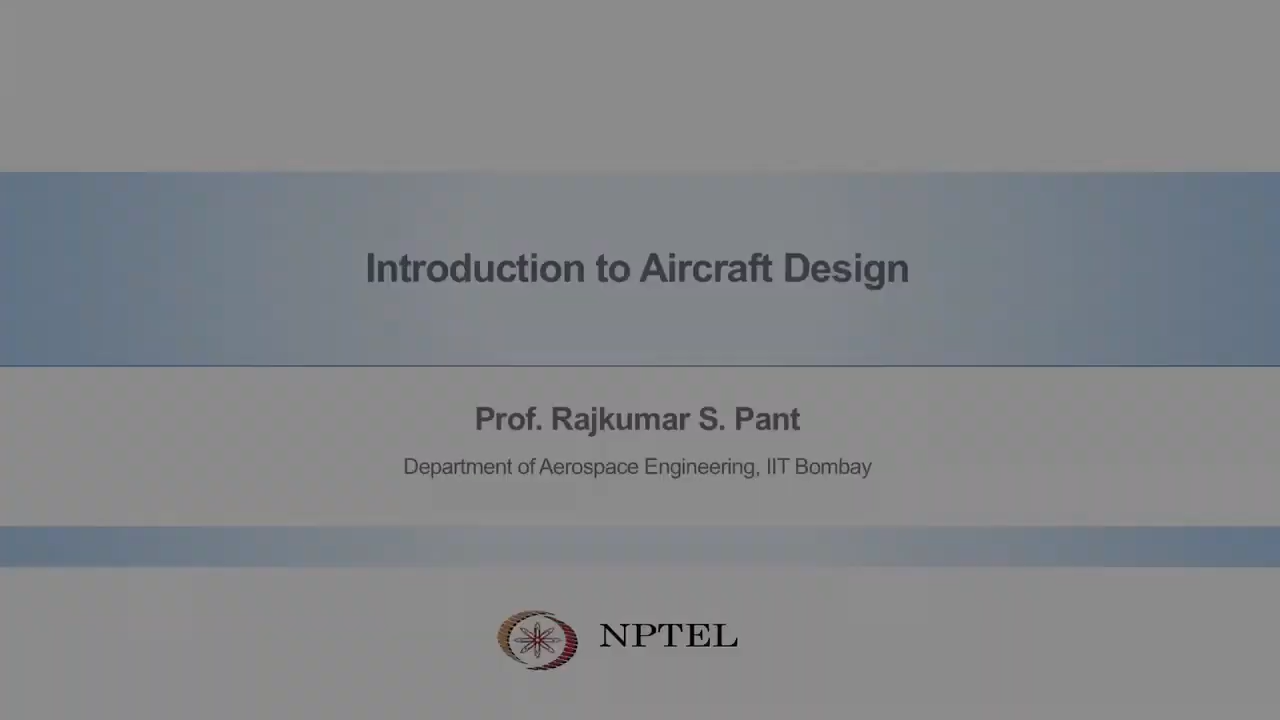 Introduction to Aircraft Design
Prof. Rajkumar S. Pant
Department of Aerospace Engineering, IIT Bombay
NPTEL